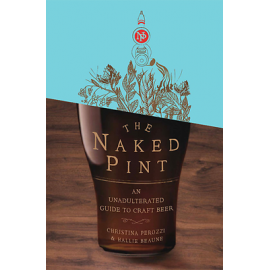 THE
NAKED
PINT
AN
UNADULTERATED
GUIDE TO CRAFT BEER
CHRISTINA PEROZZI
& HALLIE BEAUNE